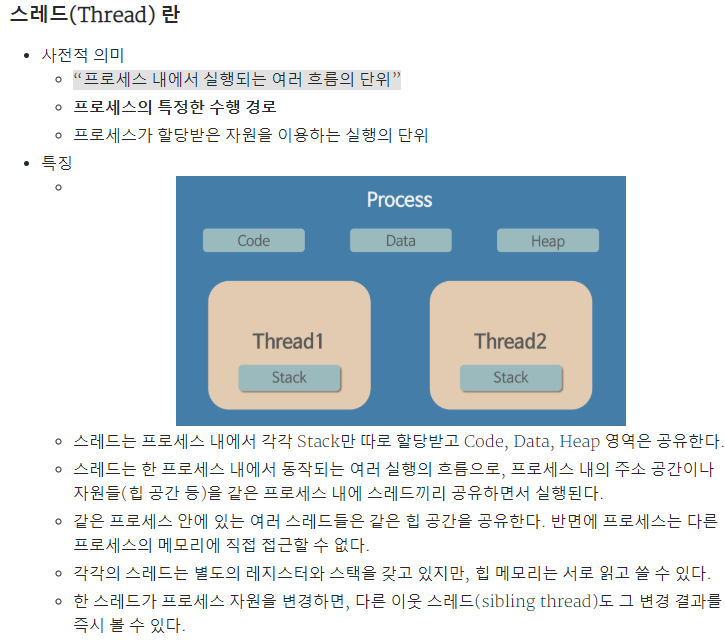 스레드(Thread) 란
사전적 의미
“프로세스 내에서 실행되는 여러 흐름의 단위”
프로세스의 특정한 수행 경로
프로세스가 할당받은 자원을 이용하는 실행의 단위
특징
Process
Code Data Heap
Thread1 Thread2
Stack Stack
스레드는 프로세스 내에서 각각 Stack만 따로 할당받고 Code, Data, Heap 영역은 공유한다.
스레드는 한 프로세스 내에서 동작되는 여러 실행의 흐름으로, 프로세스 내의 주소 공간이나
자원들(힙 공간 등)을 같은 프로세스 내에 스레드끼리 공유하면서 실행된다.
같은 프로세스 안에 있는 여러 스레드들은 같은 힙 공간을 공유한다. 반면에 프로세스는 다른
프로세스의 메모리에 직접 접근할 수 없다.
각각의 스레드는 별도의 레지스터와 스택을 갖고 있지만, 힙 메모리는 서로 읽고 쓸 수 있다.
한 스레드가 프로세스 자원을 변경하면, 다른 이웃 스레드(sibling thread)도 그 변경 결과를
즉시 볼 수 있다.